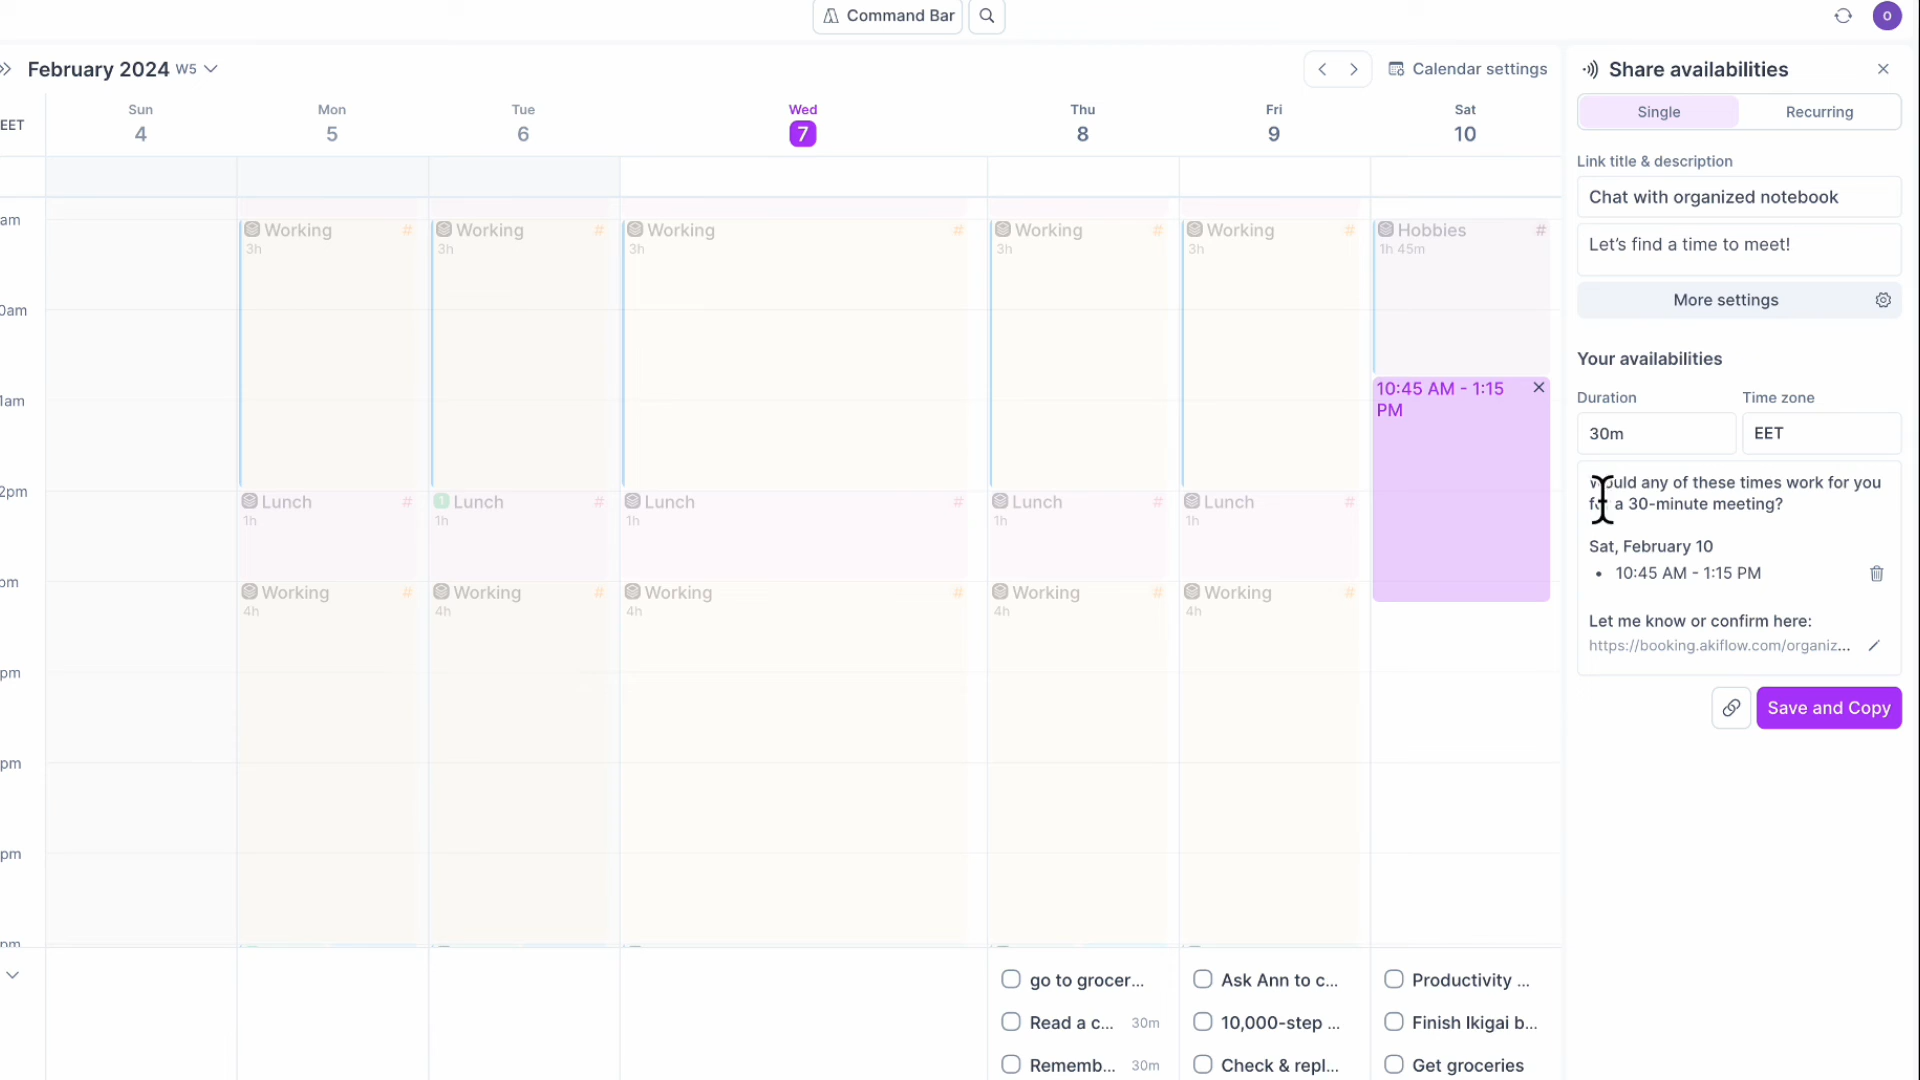 Command Bar
O
February 2024 W5
Calendar settings
Share availabilities
EET
Sun
4
Mon
5
Tue
6
Wed
7
Thu
8
Fri
9
Sat
10
Single
Recurring
Link title & description
Chat with organized notebook
Let's find a time to meet!
More settings
Your availabilities
Duration
Time zone
30m
EET
am
0am
1am
2pm
pm
pm
pm
pm
pm
Working #
3h
Working #
3h
Working #
3h
Working #
3h
Working #
3h
Hobbies #
1h 45m
10:45 AM - 1:15
PM
Lunch #
1h
1 Lunch #
1h
Lunch #
1h
Lunch #
1h
Lunch #
1h
Working #
4h
Working #
4h
Working #
4h
Working #
4h
Working #
4h
Would any of these times work for you
for a 30-minute meeting?
Sat, February 10
• 10:45 AM - 1:15 PM
Let me know or confirm here:
https://booking.akiflow.com/organiz...
Save and Copy
go to grocer...
Read a c... 30m
Rememb... 30m
Ask Ann to c...
10,000-step ...
Check & repl...
Productivity ...
Finish Ikigai b...
Get groceries